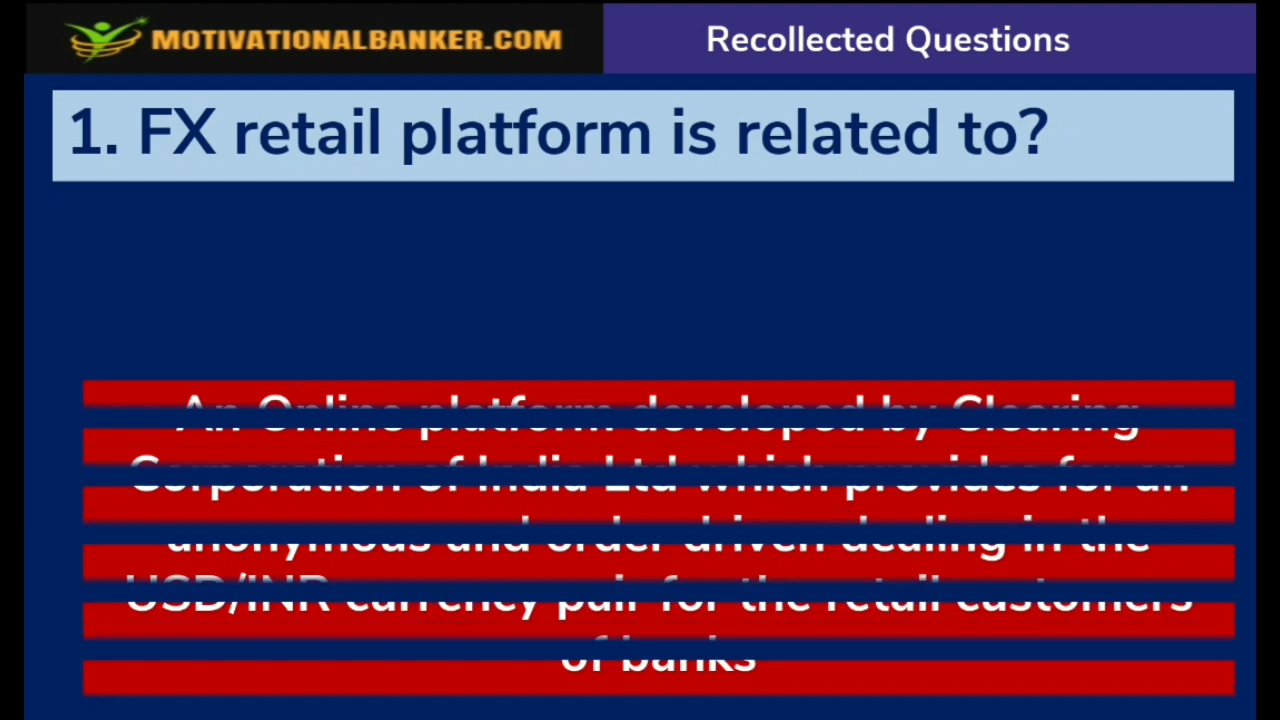 MOTIVATIONALBANKER.COM
Recollected Questions
1. FX retail platform is related to?
An Online platform developed by Clearing
Corporation of India Ltd which provides for an
anonymous and order driven dealing in the
USD/INR currency pair for the retail customers
of banks